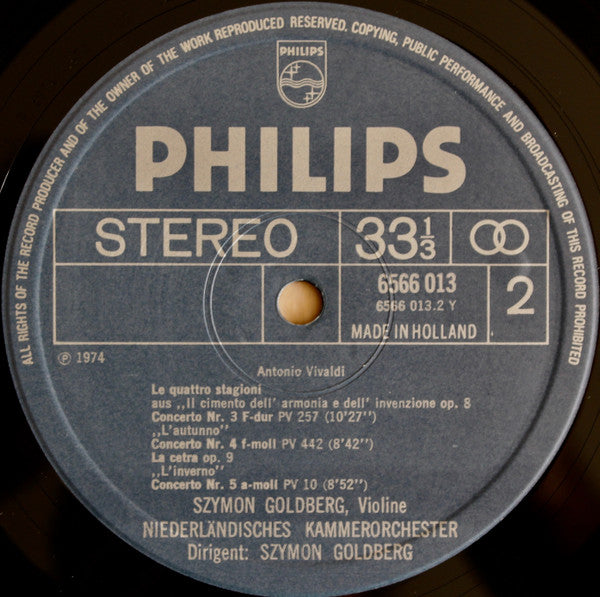 ALL RIGHTS OF THE RECORD PRODUCER AND OF THE OWNER OF THE WORK REPRODUCED RESERVED. COPYING, PUBLIC PERFORMANCE AND BROADCASTING OF THIS RECORD PROHIBITED
PHILIPS
PHILIPS
STEREO 33⅓
6566 013
6566 013.2 Y
2
MADE IN HOLLAND
Ⓟ 1974
Antonio Vivaldi
Le quattro stagioni
aus ,,Il cimento dell' armonia e dell' invenzione op. 8
Concerto Nr. 3 F-dur PV 257 (10'27'')
,,L'autunno''
Concerto Nr. 4 f-moll PV 442 (8'42'')
La cetra op. 9
,,L'inverno''
Concerto Nr. 5 a-moll PV 10 (8'52'')
SZYMON GOLDBERG, Violine
NIEDERLÄNDISCHES KAMMERORCHESTER
Dirigent: SZYMON GOLDBERG